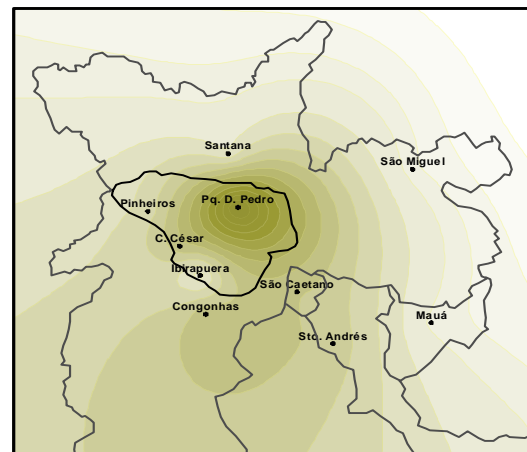 Santana
São Miguel
Pq. D. Pedro
Pinheiros
C. César
Ibirapuera
São Caetano
Congonhas
Mauá
Sto. Andrés